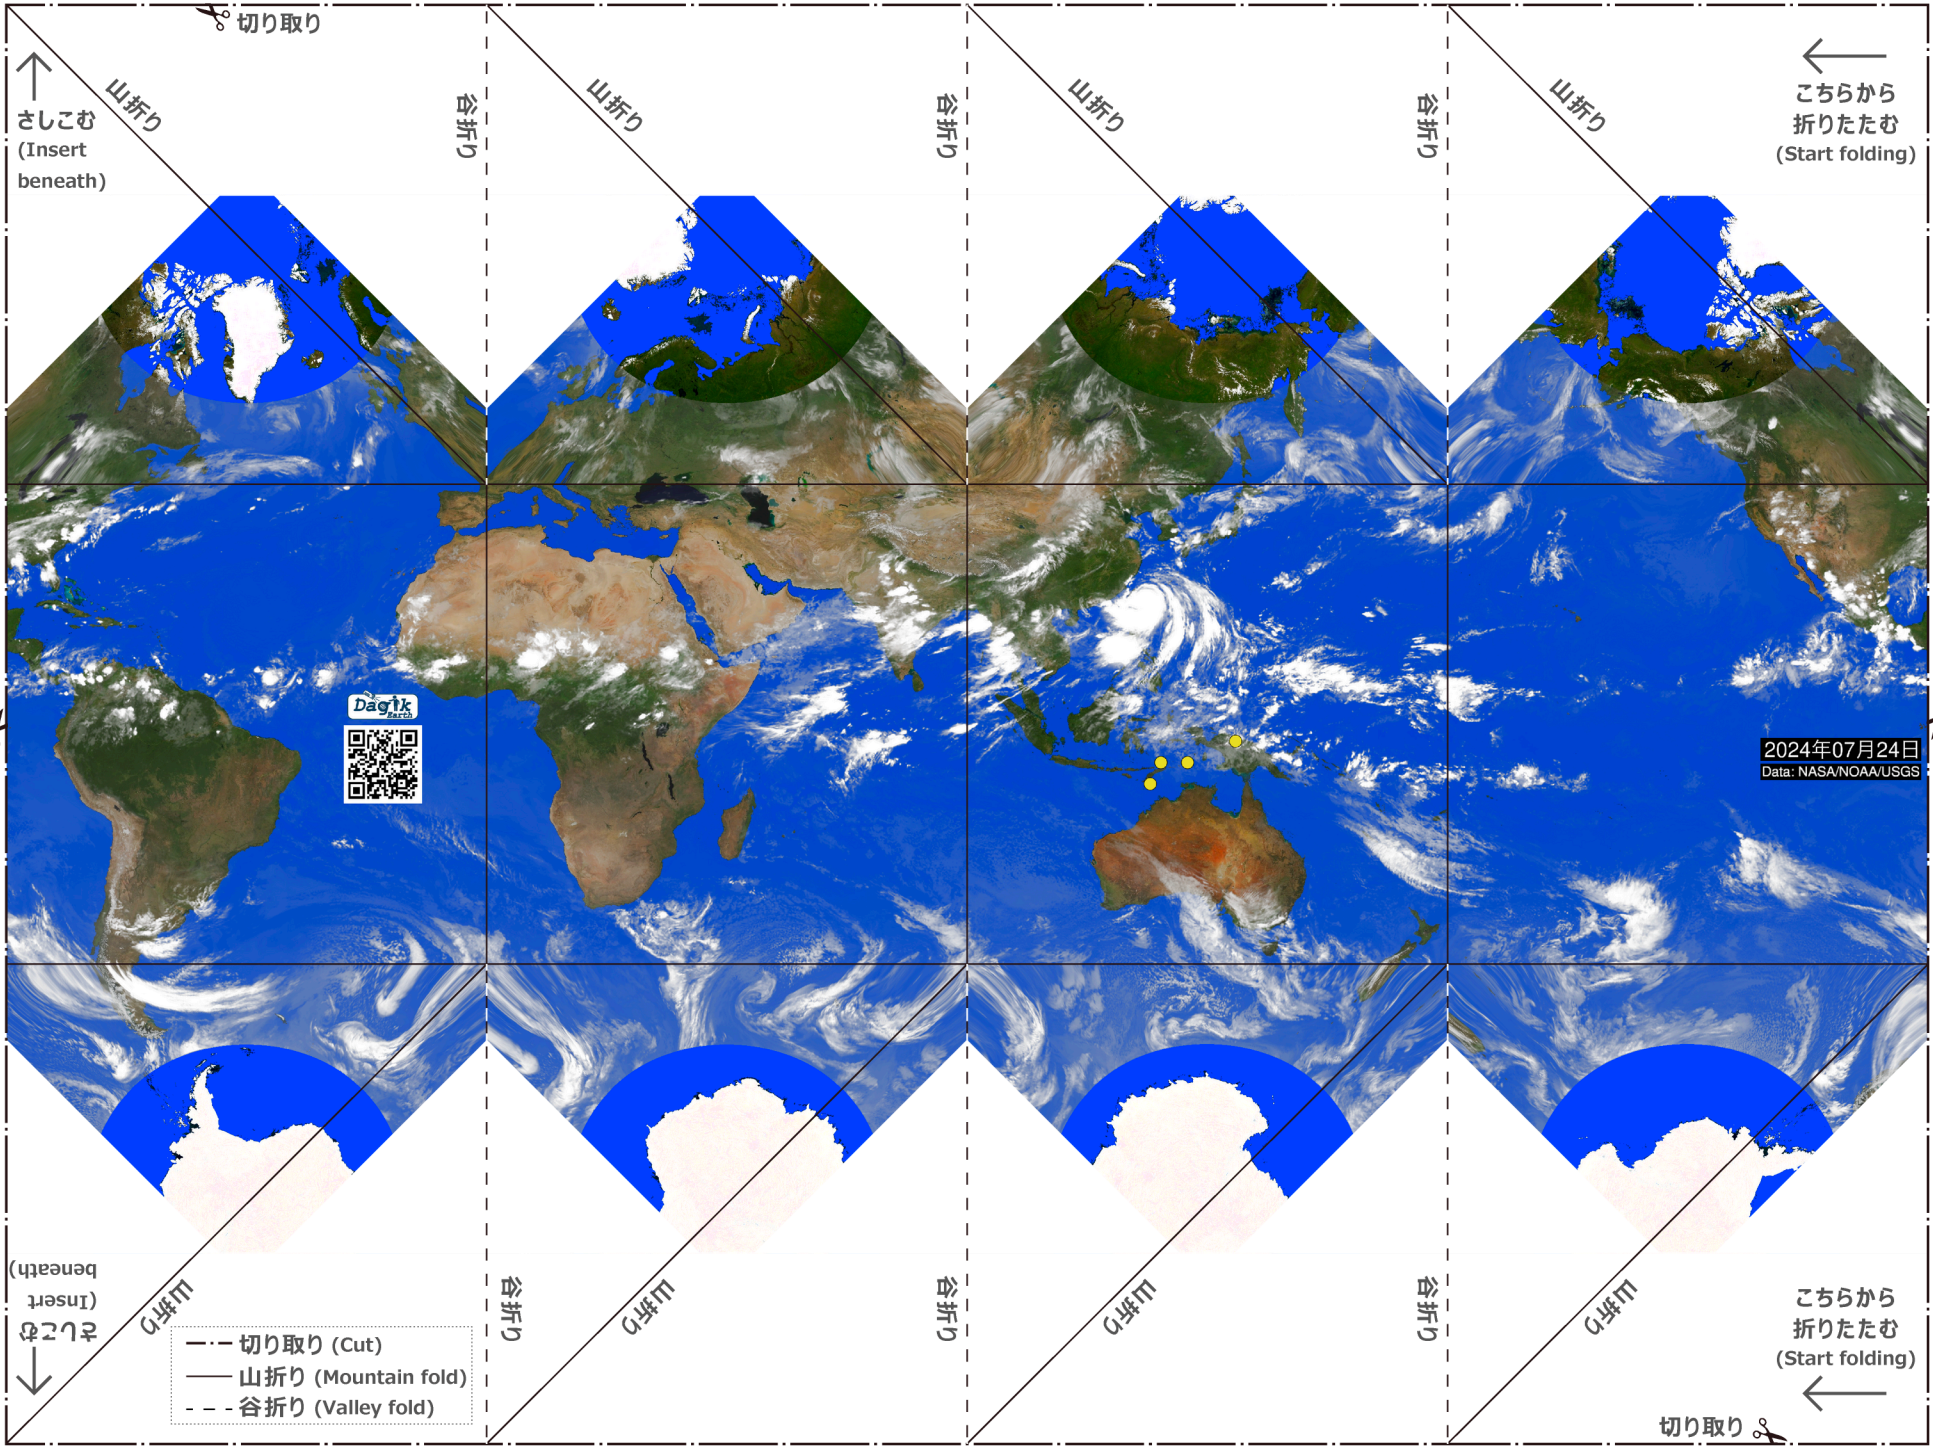 切り取り
山折り
谷折り
山折り
谷折り
山折り
谷折り
山折り
さしこむ
(Insert
beneath)
こちらから
折りたたむ
(Start folding)
Dagik
Earth
2024年07月24日
Data: NASA/NOAA/USGS
さしこむ
(Insert
beneath)
山折り
谷折り
山折り
谷折り
山折り
谷折り
山折り
切り取り (Cut)
山折り (Mountain fold)
谷折り (Valley fold)
こちらから
折りたたむ
(Start folding)
切り取り